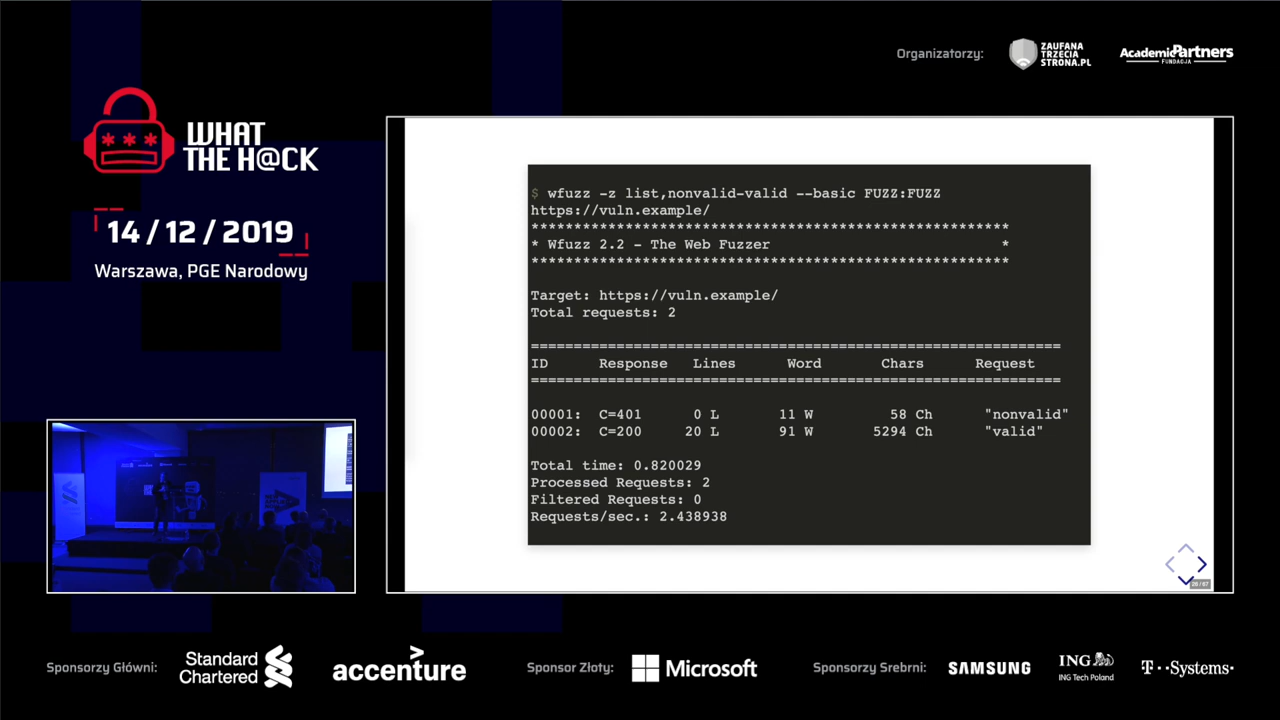 Organizatorzy:
ZAUFANA
TRZECIA
STRONA.PL
AcademicPartners
FUNDACJA
***
WHAT
THE H@CK
14 / 12 / 2019
Warszawa, PGE Narodowy
$ wfuzz -z list,nonvalid-valid --basic FUZZ:FUZZ
https://vuln.example/
********************************************************
* Wfuzz 2.2 - The Web Fuzzer *
********************************************************
Target: https://vuln.example/
Total requests: 2
==============================================================
ID Response Lines Word Chars Request
==============================================================
00001: C=401 0 L 11 W 58 Ch "nonvalid"
00002: C=200 20 L 91 W 5294 Ch "valid"
Total time: 0.820029
Processed Requests: 2
Filtered Requests: 0
Requests/sec.: 2.438938
Sponsorzy Główni:
Standard
Chartered
accenture
Sponsor Złoty:
Microsoft
Sponsorzy Srebrni:
SAMSUNG
ING
ING Tech Poland
T··Systems·